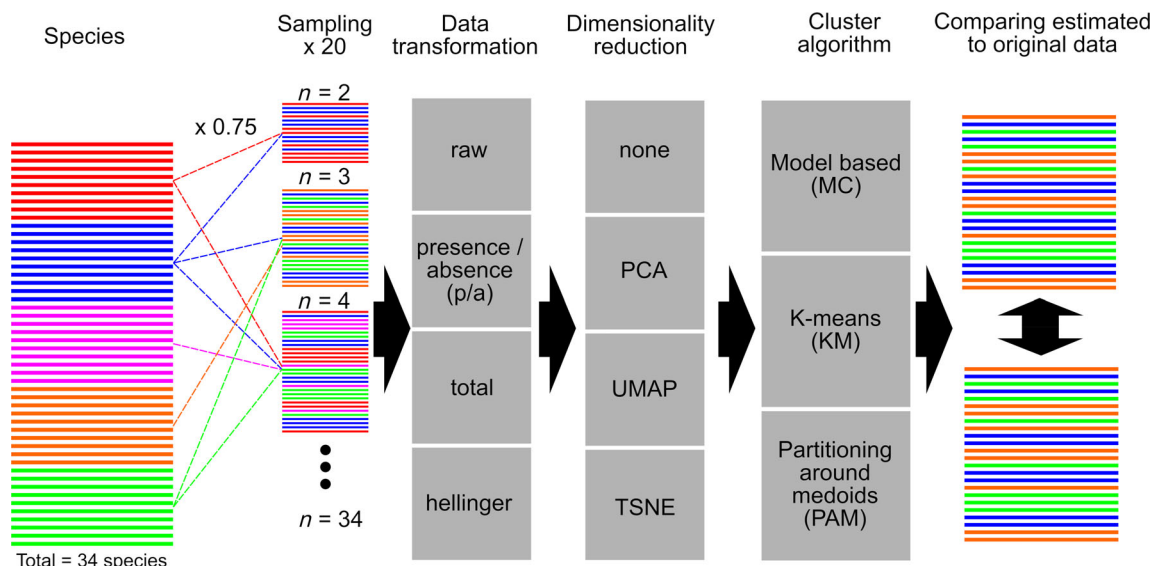 Species
Sampling
x 20
Data
transformation
Dimensionality
reduction
Cluster
algorithm
Comparing estimated
to original data
x 0.75
n = 2
n = 3
n = 4
n = 34
Total = 34 species
raw
presence /
absence
(p/a)
total
hellinger
none
PCA
UMAP
TSNE
Model based
(MC)
K-means
(KM)
Partitioning
around
medoids
(PAM)